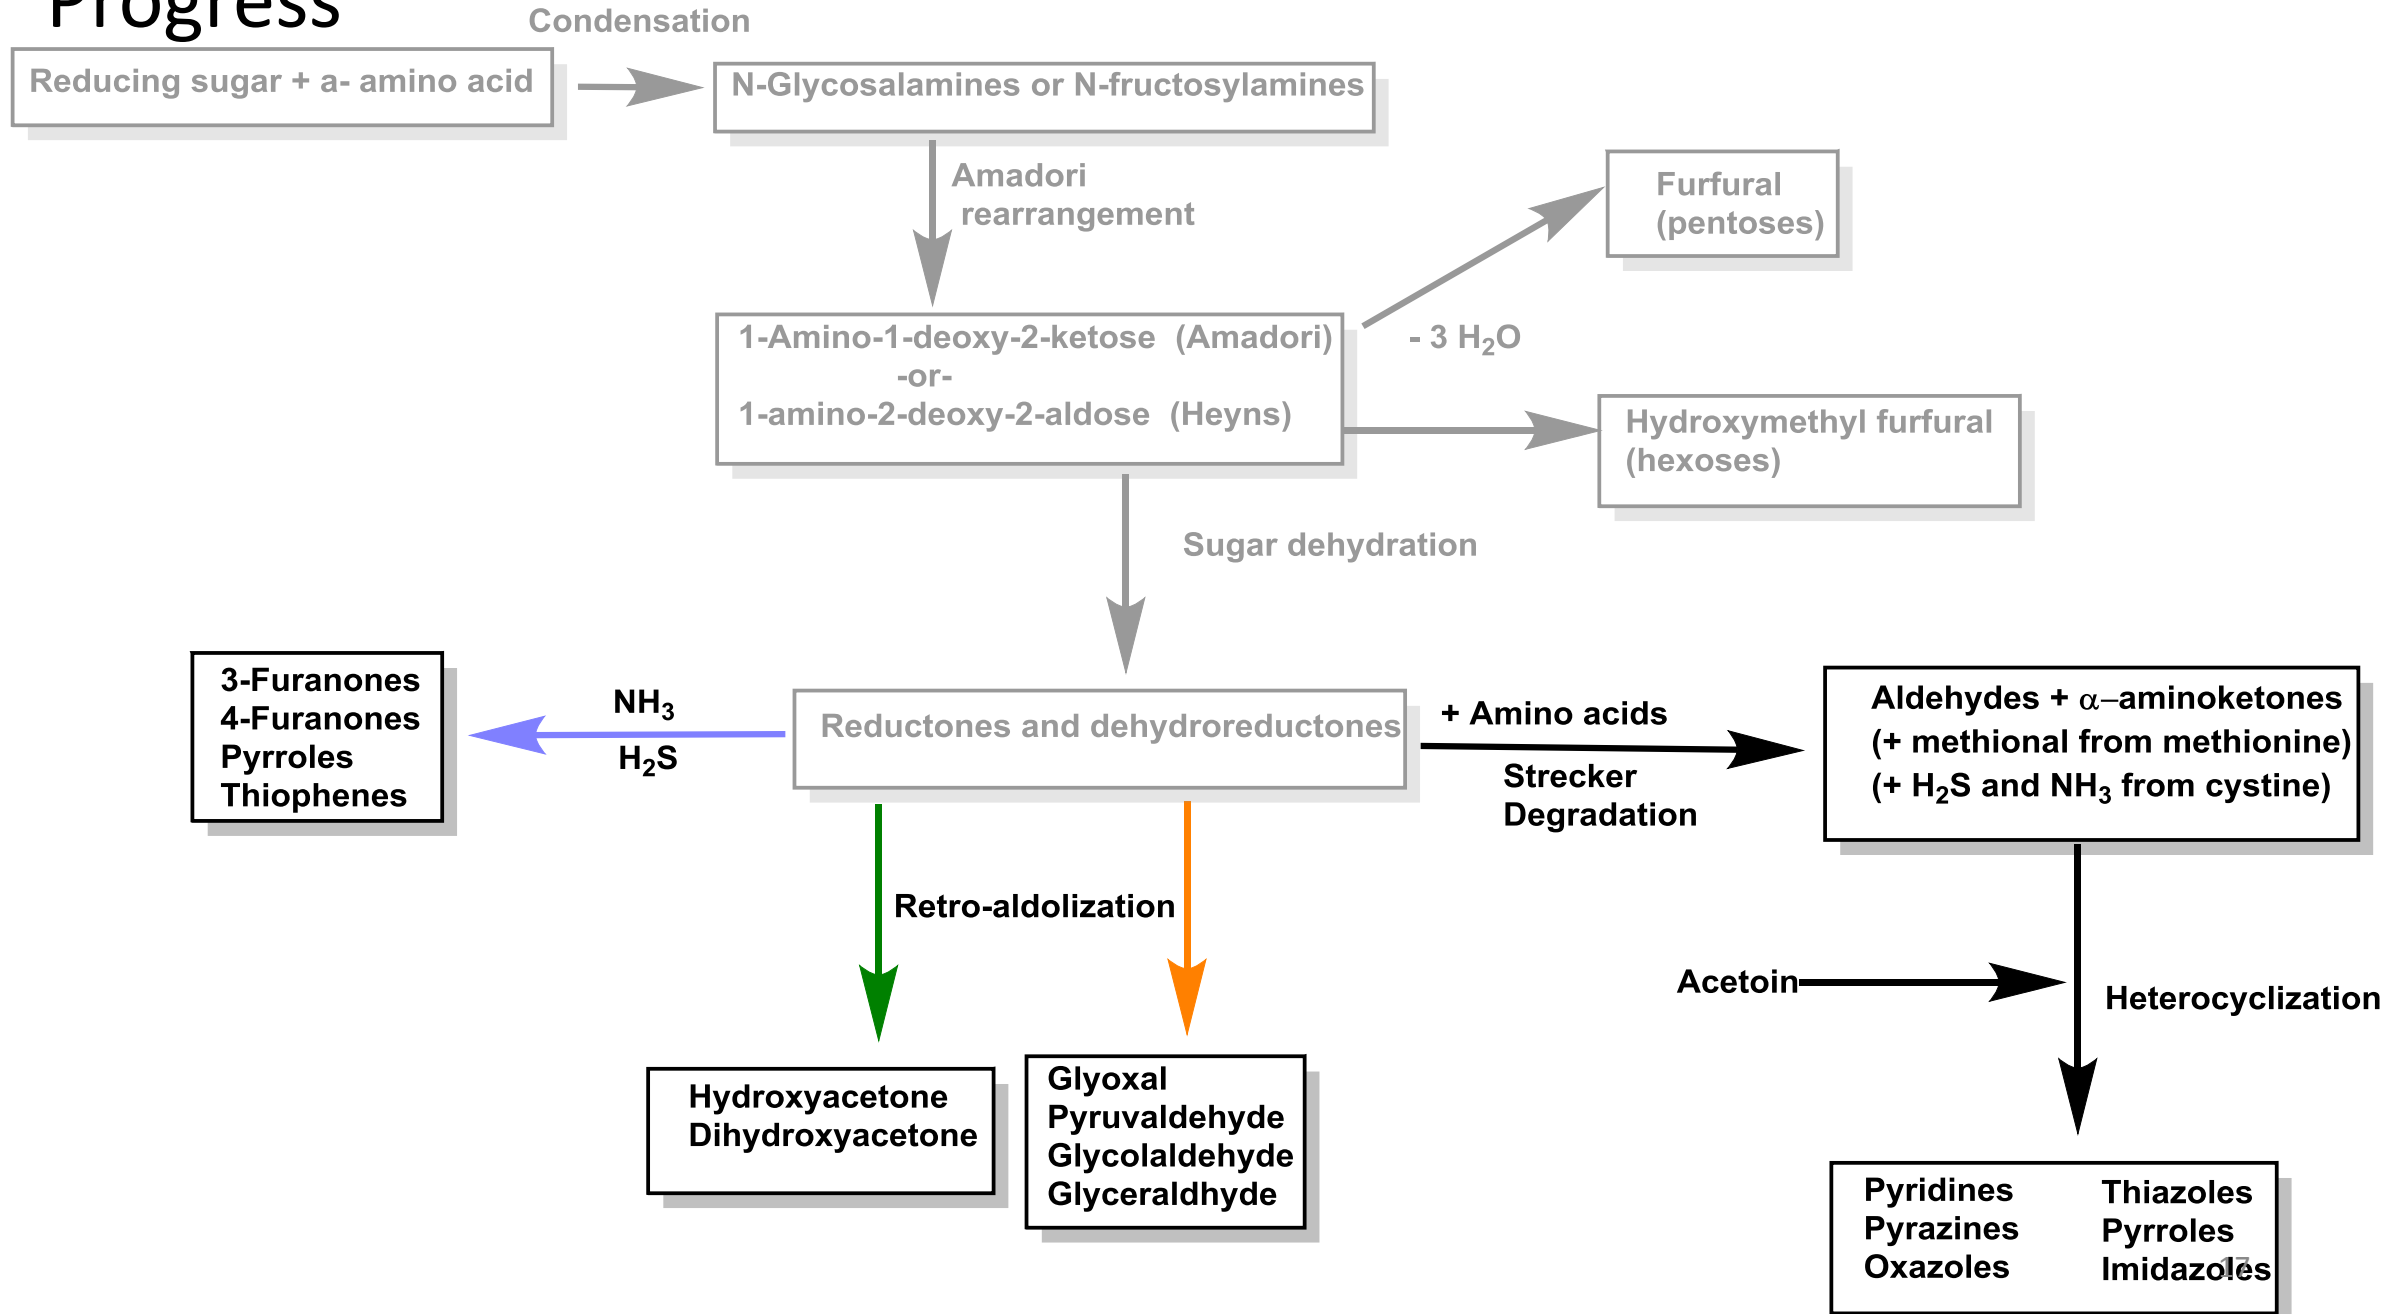 Progress
Condensation
Reducing sugar + a- amino acid
N-Glycosalamines or N-fructosylamines
Amadori
rearrangement
Furfural
(pentoses)
1-Amino-1-deoxy-2-ketose (Amadori)
-or-
1-amino-2-deoxy-2-aldose (Heyns)
- 3 H₂O
Hydroxymethyl furfural
(hexoses)
Sugar dehydration
3-Furanones
4-Furanones
Pyrroles
Thiophenes
NH₃
H₂S
Reductones and dehydroreductones
+ Amino acids
Strecker
Degradation
Aldehydes + α–aminoketones
(+ methional from methionine)
(+ H₂S and NH₃ from cystine)
Retro-aldolization
Acetoin
Heterocyclization
Hydroxyacetone
Dihydroxyacetone
Glyoxal
Pyruvaldehyde
Glycolaldehyde
Glyceraldhyde
Pyridines
Pyrazines
Oxazoles
Thiazoles
Pyrroles
Imidazoles
17